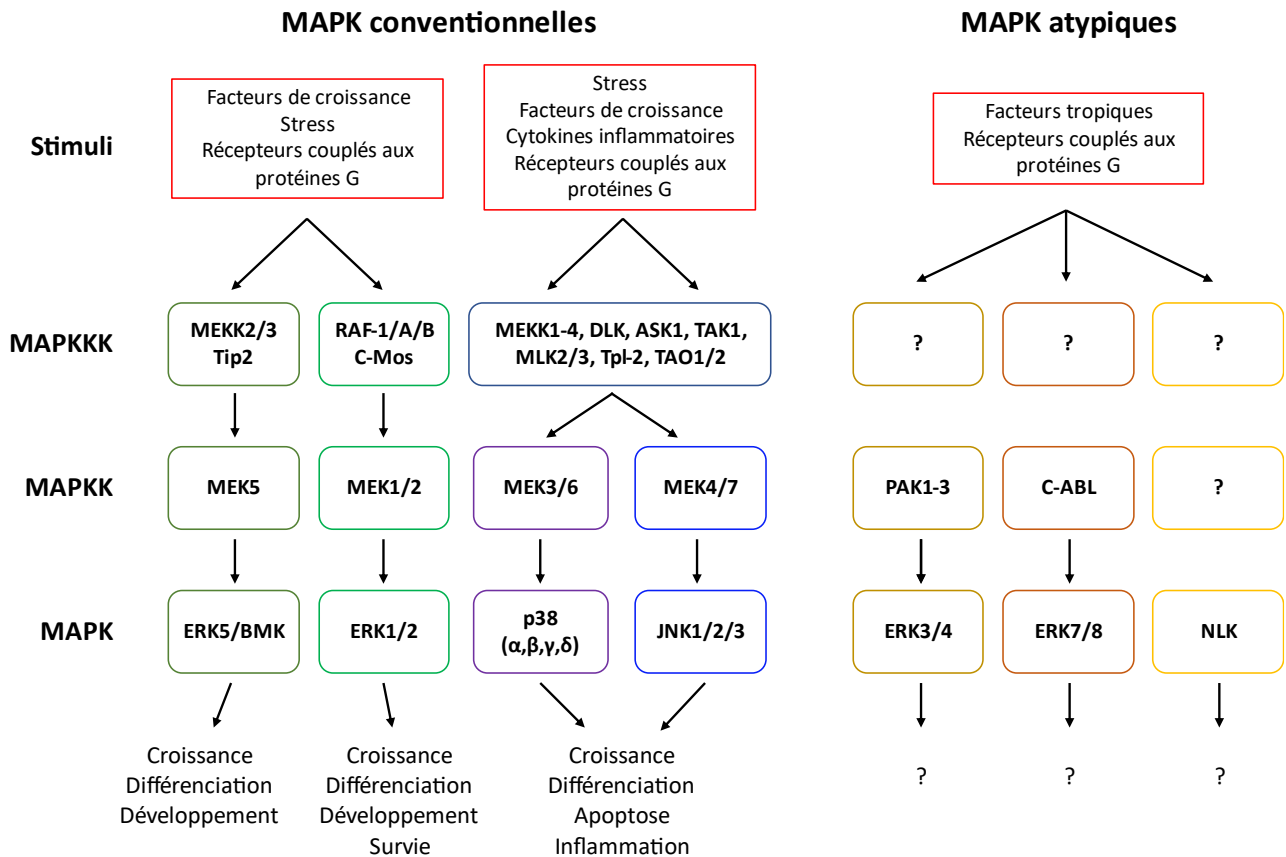 MAPK conventionnelles
MAPK atypiques
Stimuli
Facteurs de croissance
Stress
Récepteurs couplés aux
protéines G
Stress
Facteurs de croissance
Cytokines inflammatoires
Récepteurs couplés aux
protéines G
Facteurs tropiques
Récepteurs couplés aux
protéines G
MAPKKK
MEKK2/3
Tip2
RAF-1/A/B
C-Mos
MEKK1-4, DLK, ASK1, TAK1,
MLK2/3, Tpl-2, TAO1/2
?
?
?
MAPKK
MEK5
MEK1/2
MEK3/6
MEK4/7
PAK1-3
C-ABL
?
MAPK
ERK5/BMK
ERK1/2
p38
(α,β,γ,δ)
JNK1/2/3
ERK3/4
ERK7/8
NLK
Croissance
Différenciation
Développement
Croissance
Différenciation
Développement
Survie
Croissance
Différenciation
Apoptose
Inflammation
?
?
?